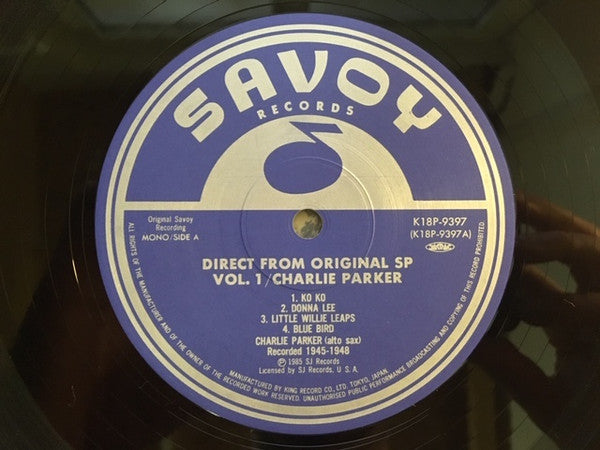 SAVOY
RECORDS
Original Savoy
Recording
MONO/SIDE A
K18P-9397
(K18P-9397A)
DIRECT FROM ORIGINAL SP
VOL. 1/CHARLIE PARKER
1. KO KO
2. DONNA LEE
3. LITTLE WILLIE LEAPS
4. BLUE BIRD
CHARLIE PARKER (alto sax)
Recorded 1945-1948
Ⓟ 1985 SJ Records
Licensed by SJ Records, U. S. A.
MANUFACTURED BY KING RECORD CO., LTD. TOKYO, JAPAN.
ALL RIGHTS OF THE MANUFACTURER AND OF THE OWNER OF THE RECORDED WORK RESERVED. UNAUTHORISED PUBLIC PERFORMANCE BROADCASTING AND COPYING OF THIS RECORD PROHIBITED.